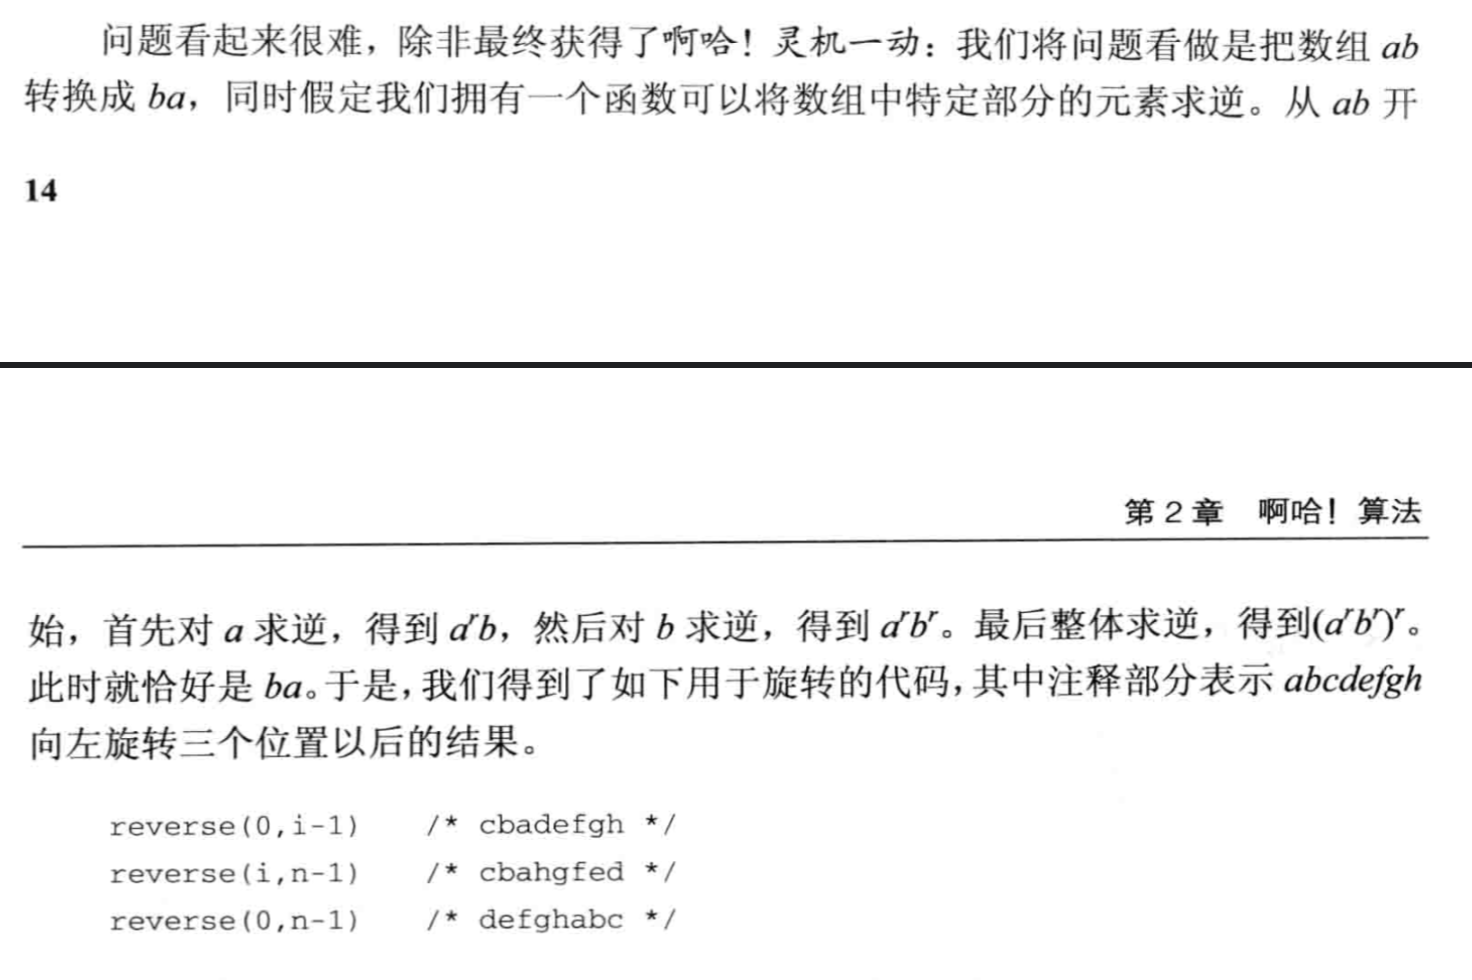 问题看起来很难，除非最终获得了啊哈！灵机一动：我们将问题看做是把数组 ab
转换成 ba，同时假定我们拥有一个函数可以将数组中特定部分的元素求逆。从 ab 开
14
第 2 章　啊哈！算法
始，首先对 a 求逆，得到 aʳb，然后对 b 求逆，得到 aʳbʳ。最后整体求逆，得到(aʳbʳ)ʳ。
此时就恰好是 ba。于是，我们得到了如下用于旋转的代码，其中注释部分表示 abcdefgh
向左旋转三个位置以后的结果。
reverse(0,i-1)    /* cbadefgh */
reverse(i,n-1)    /* cbahgfed */
reverse(0,n-1)    /* defghabc */